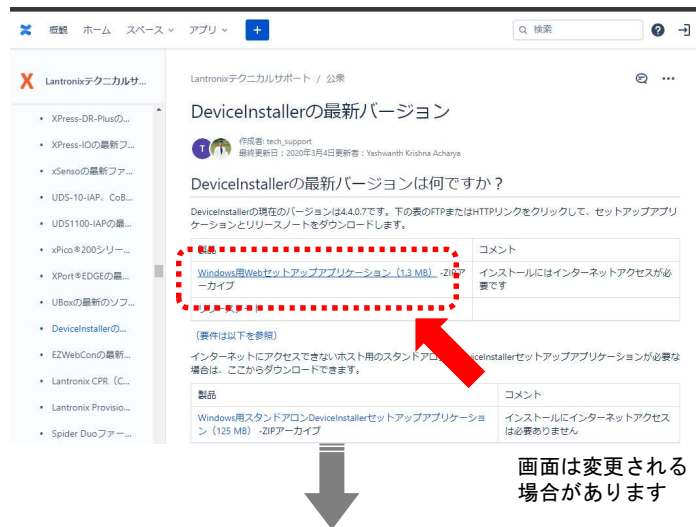 概観 ホーム スペース アプリ +
検索
Lantronixテクニカルサ...
XPress-DR-Plusの...
XPress-IOの最新フ...
xSensoの最新ファ...
UDS-10-IAP、CoB...
UDS1100-IAPの最...
xPico®200シリー...
XPort®EDGEの最...
UBoxの最新のソフ...
DeviceInstallerの...
EZWebConの最新...
Lantronix CPR（C...
Lantronix Provisio...
Spider Duoファー...
Lantronixテクニカルサポート / 公衆
DeviceInstallerの最新バージョン
T
作成者: tech_support
最終更新日：2020年3月4日更新者：Yashwanth Krishna Acharya
DeviceInstallerの最新バージョンは何ですか？
DeviceInstallerの現在のバージョンは4.4.0.7です。下の表のFTPまたはHTTPリンクをクリックして、セットアップアプリ
ケーションとリリースノートをダウンロードします。
製品 コメント
Windows用Webセットアップアプリケーション（1.3 MB） -ZIPア
ーカイブ
インストールにはインターネットアクセスが必
要です
リリースノート
（要件は以下を参照）
インターネットにアクセスできないホスト用のスタンドアロ viceInstallerセットアップアプリケーションが必要な
場合は、ここからダウンロードできます。
製品 コメント
Windows用スタンドアロンDeviceInstallerセットアップアプリケーショ
ン（125 MB） -ZIPアーカイブ
インストールにインターネットアクセス
は必要ありません
画面は変更される
場合があります